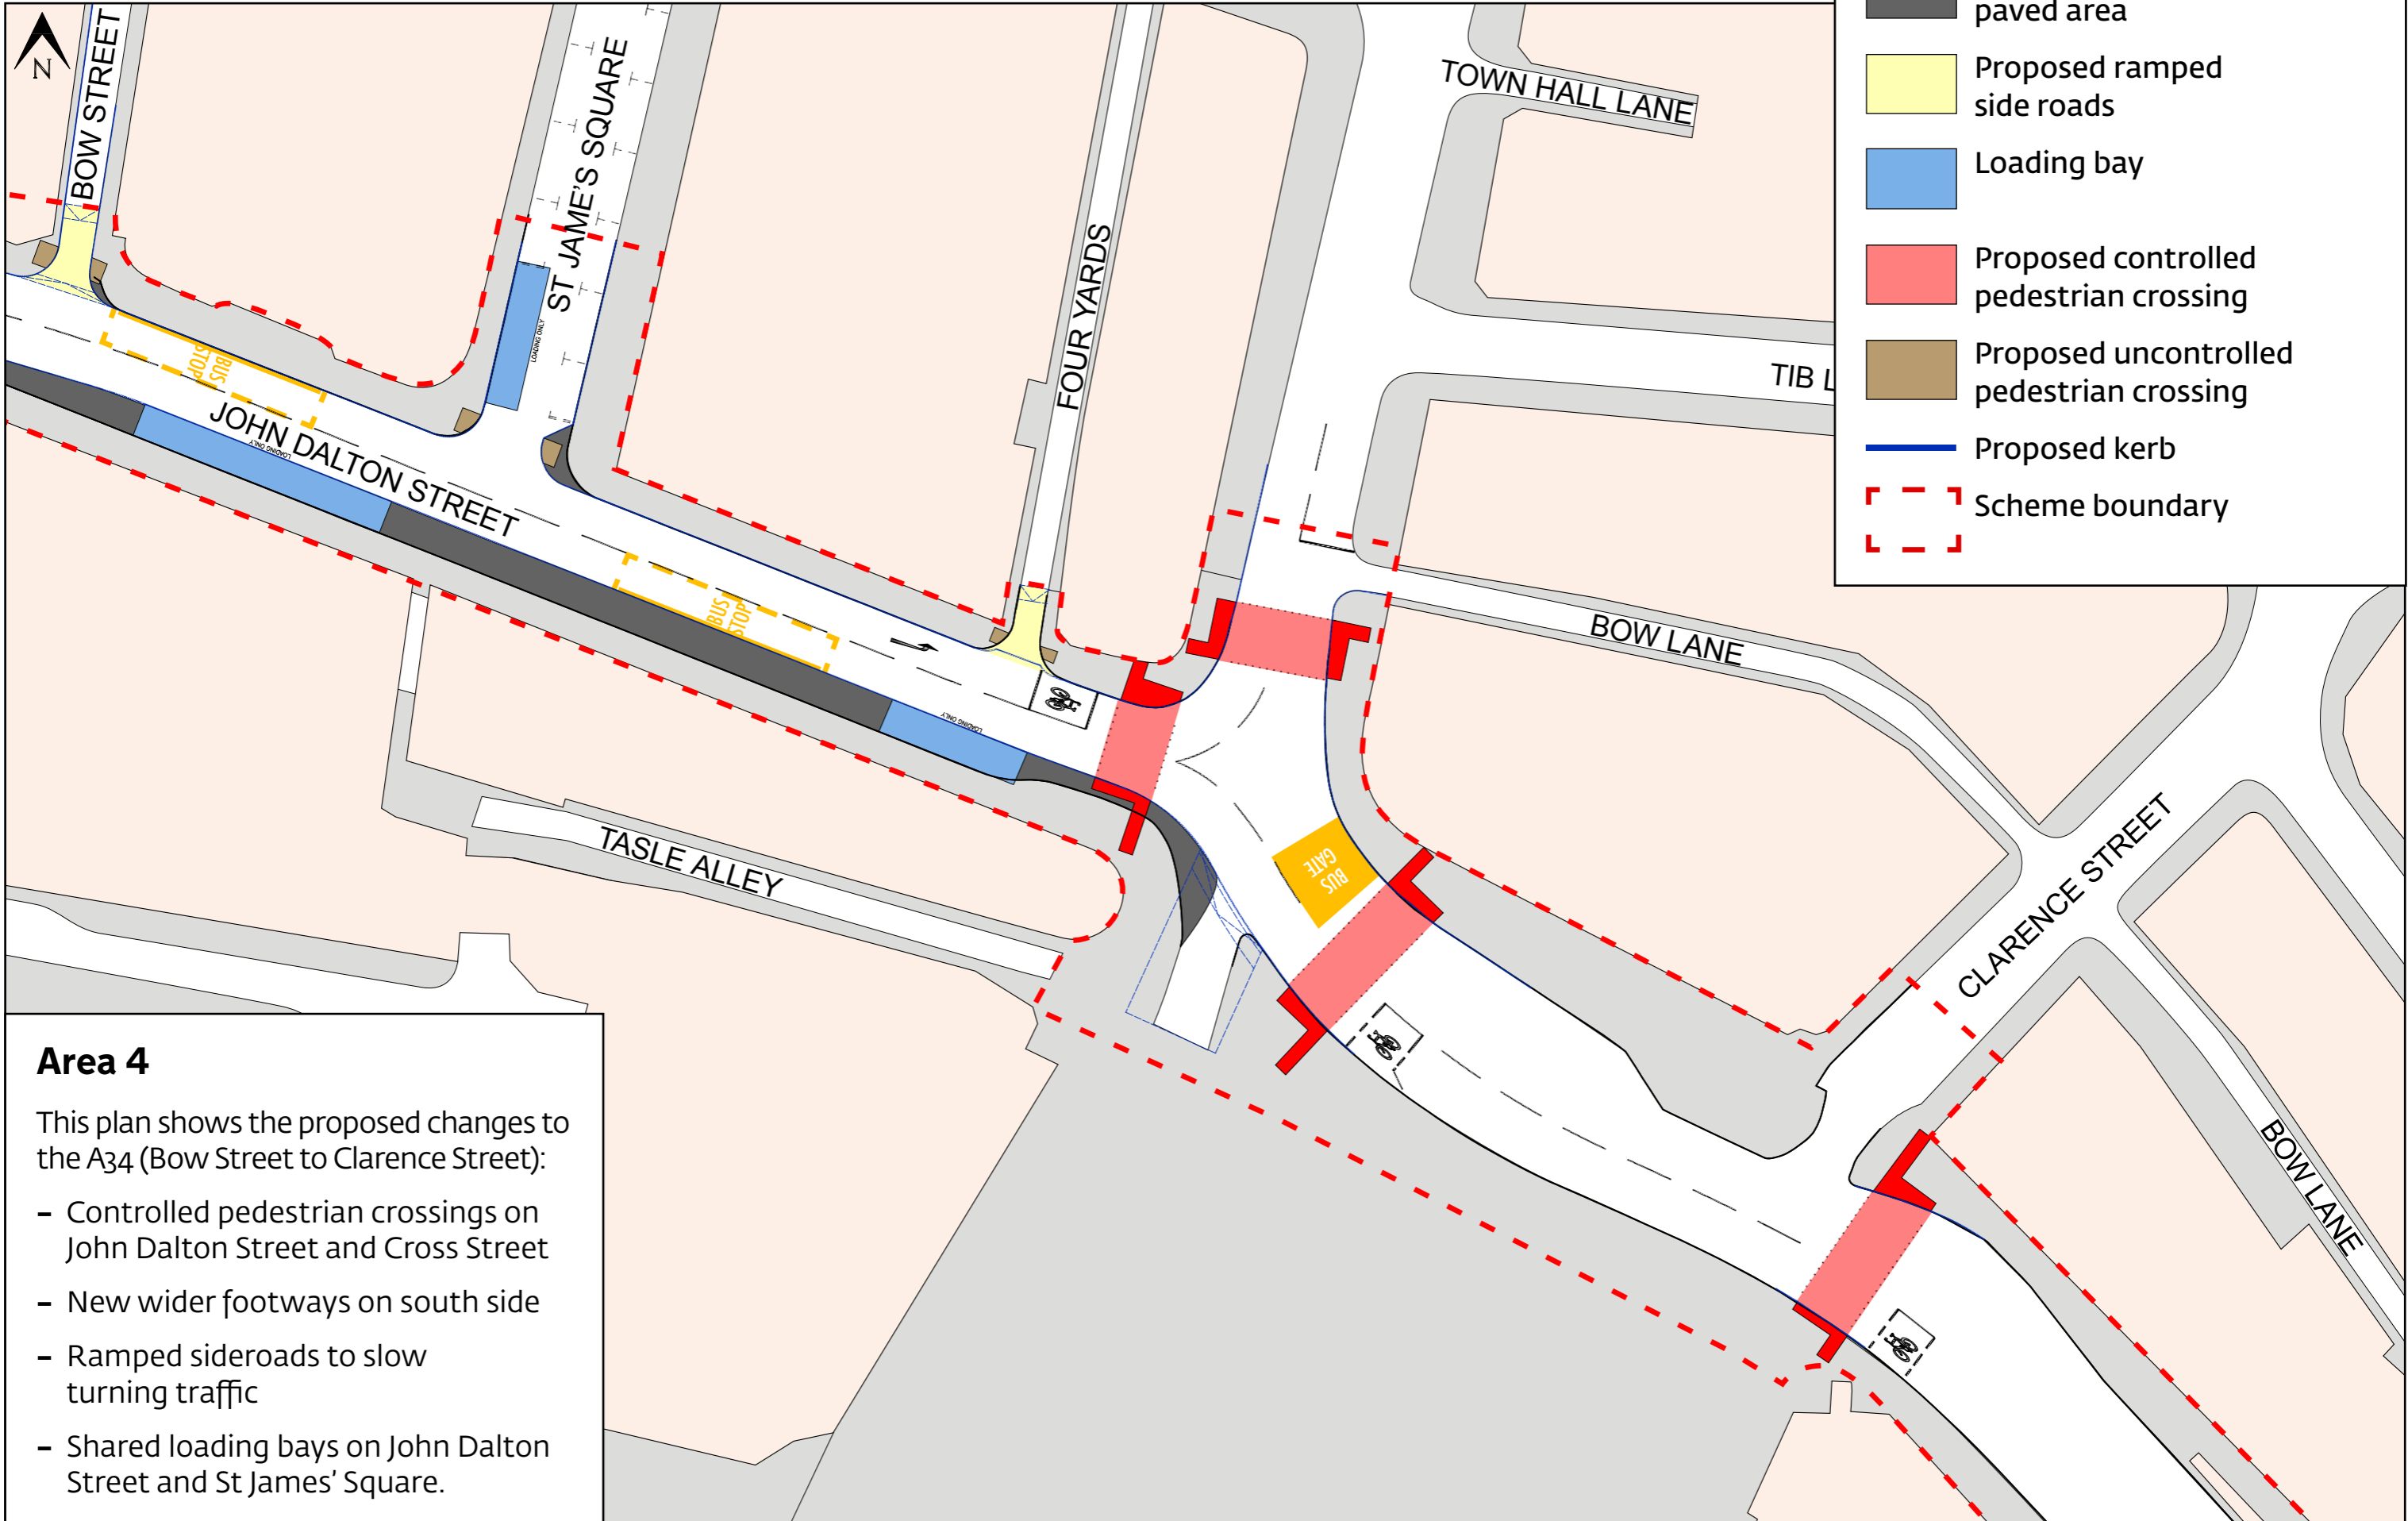 N
BOW STREET
ST JAME'S SQUARE
FOUR YARDS
TOWN HALL LANE
TIB L
BOW LANE
CLARENCE STREET
BOW LANE
JOHN DALTON STREET
TASLE ALLEY
BUS
STOP
LOADING ONLY
LOADING ONLY
BUS
STOP
LOADING ONLY
BUS
GATE
paved area
Proposed ramped
side roads
Loading bay
Proposed controlled
pedestrian crossing
Proposed uncontrolled
pedestrian crossing
Proposed kerb
Scheme boundary
Area 4
This plan shows the proposed changes to
the A34 (Bow Street to Clarence Street):
– Controlled pedestrian crossings on
John Dalton Street and Cross Street
– New wider footways on south side
– Ramped sideroads to slow
turning traffic
– Shared loading bays on John Dalton
Street and St James' Square.